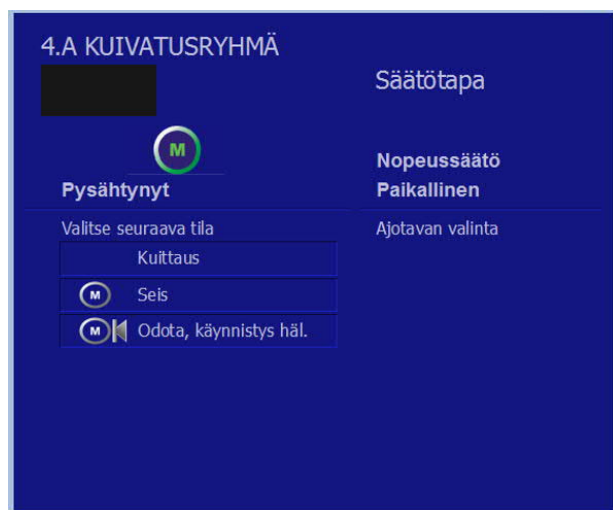 4.A KUIVATUSRYHMÄ
Säätötapa
M
Nopeussäätö
Pysähtynyt
Paikallinen
Valitse seuraava tila
Ajotavan valinta
Kuittaus
M Seis
M Odota, käynnistys häl.